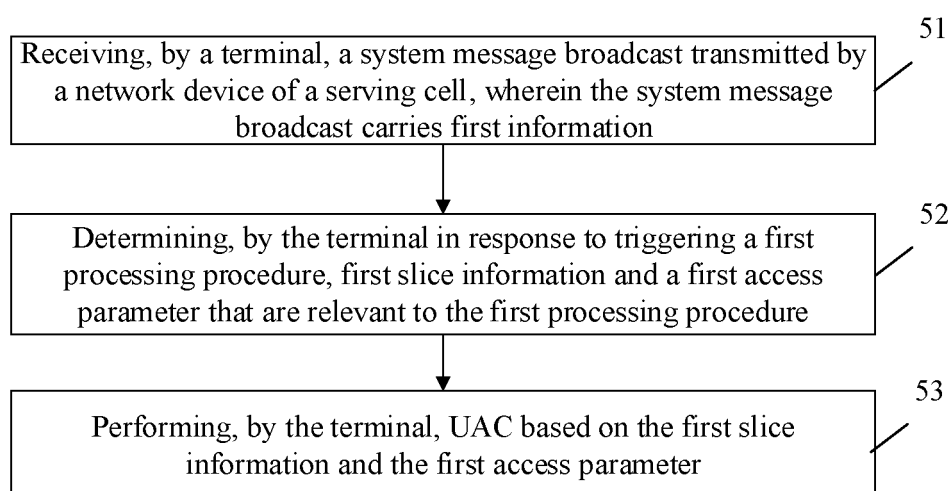 51
Receiving, by a terminal, a system message broadcast transmitted by
a network device of a serving cell, wherein the system message
broadcast carries first information
52
Determining, by the terminal in response to triggering a first
processing procedure, first slice information and a first access
parameter that are relevant to the first processing procedure
53
Performing, by the terminal, UAC based on the first slice
information and the first access parameter